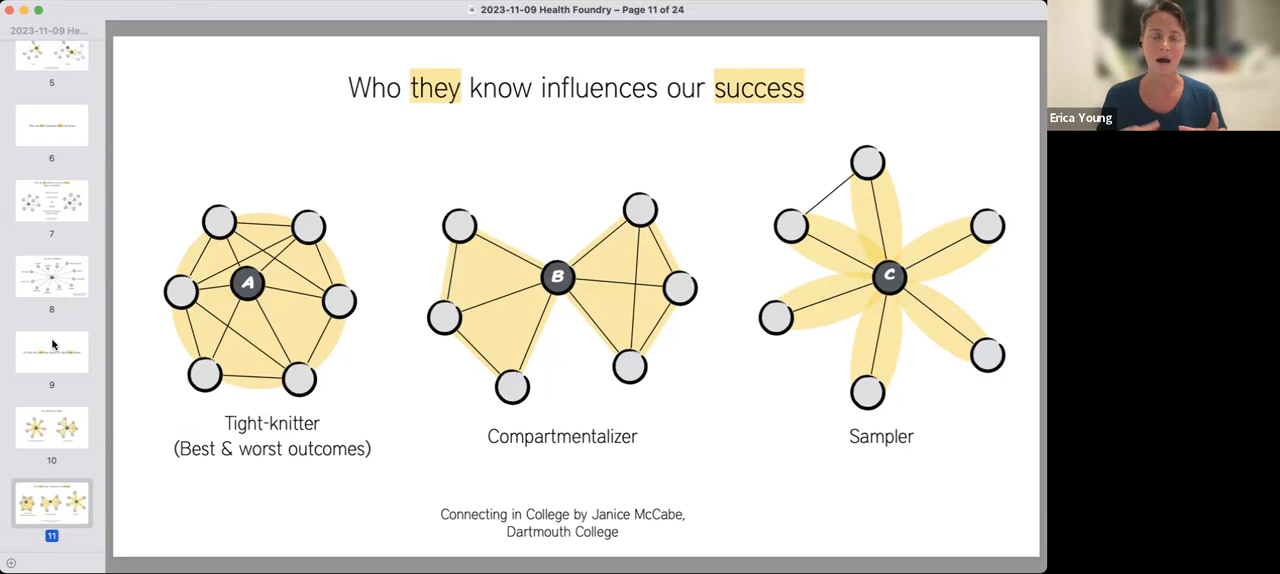 2023-11-09 Health Foundry – Page 11 of 24
2023-11-09 He...
5
6
7
8
9
10
11
Who they know influences our success
A
B
C
Tight-knitter
(Best & worst outcomes)
Compartmentalizer
Sampler
Connecting in College by Janice McCabe,
Dartmouth College
Erica Young